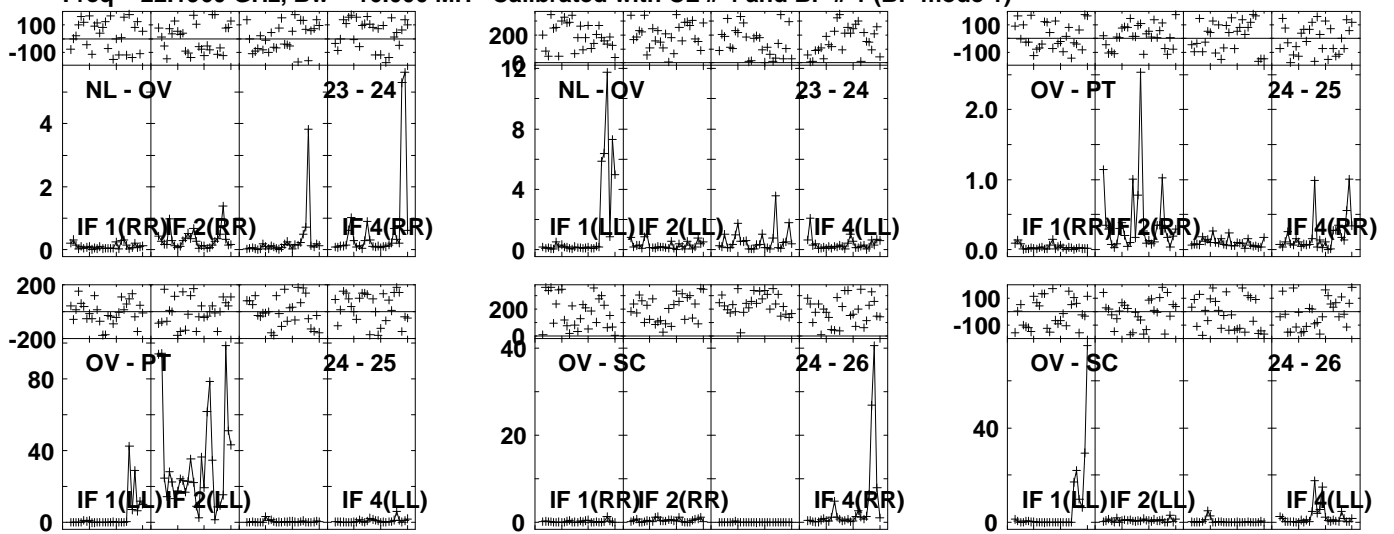 100
-100
NL - OV 23 - 24
4
2
0
IF 1(RR) IF 2(RR) IF 4(RR)
200
0
12
NL - OV 23 - 24
8
4
0
IF 1(LL) IF 2(LL) IF 4(LL)
100
-100
OV - PT 24 - 25
2.0
1.0
0.0
IF 1(RR) IF 2(RR) IF 4(RR)
200
-200
OV - PT 24 - 25
80
40
0
IF 1(LL) IF 2(LL) IF 4(LL)
200
0
40
OV - SC 24 - 26
20
0
IF 1(RR) IF 2(RR) IF 4(RR)
100
-100
OV - SC 24 - 26
80
40
0
IF 1(LL) IF 2(LL) IF 4(LL)